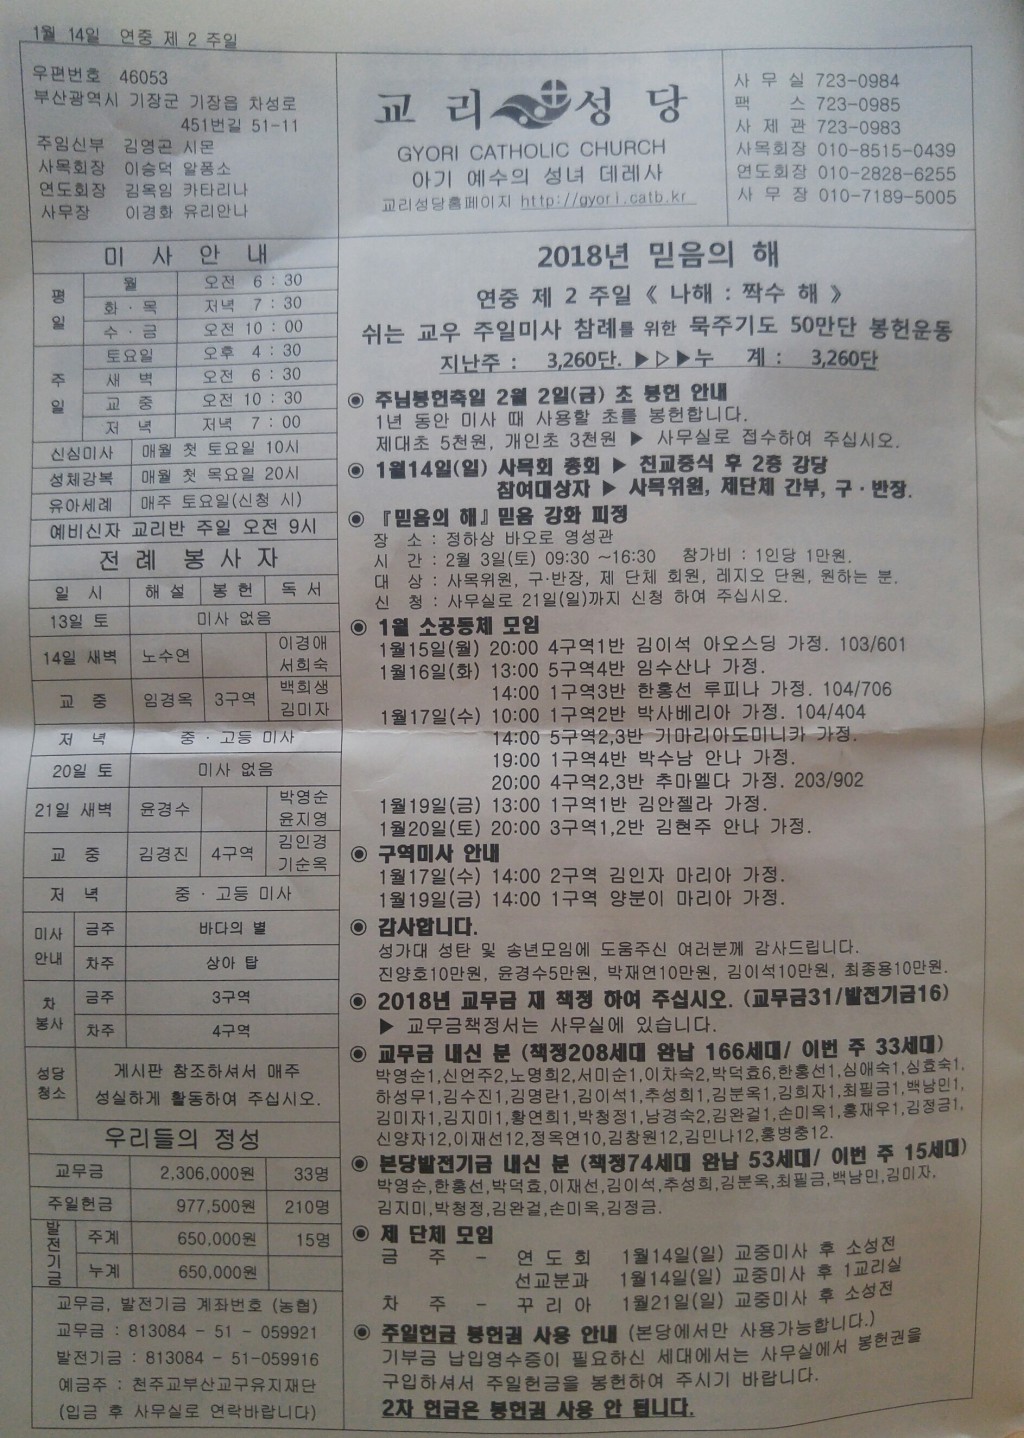 1월 14일 연중 제 2 주일
우편번호 46053
부산광역시 기장군 기장읍 차성로
451번길 51-11
주임신부 김영곤 시몬
사목회장 이승덕 알퐁소
연도회장 김옥임 카타리나
사무장 이경화 유리안나
교리 성당
GYORI CATHOLIC CHURCH
아기 예수의 성녀 데레사
교리성당홈페이지 http://gyori.catb.kr
사 무 실 723-0984
팩 스 723-0985
사 제 관 723-0983
사목회장 010-8515-0439
연도회장 010-2828-6255
사 무 장 010-7189-5005
미 사 안 내
평일 월 오전 6 : 30
화 · 목 저녁 7 : 30
수 · 금 오전 10 : 00
주일 토요일 오후 4 : 30
새 벽 오전 6 : 30
교 중 오전 10 : 30
저 녁 저녁 7 : 00
신심미사 매월 첫 토요일 10시
성체강복 매월 첫 목요일 20시
유아세례 매주 토요일(신청 시)
예비신자 교리반 주일 오전 9시
전 례 봉 사 자
일 시 해 설 봉 헌 독 서
13일 토 미사 없음
14일 새벽 노수연 이경애 서희숙
교 중 임경옥 3구역 백희생 김미자
저 녁 중 · 고등 미사
20일 토 미사 없음
21일 새벽 윤경수 박영순 윤지영
교 중 김경진 4구역 김인경 기순옥
저 녁 중 · 고등 미사
미사안내 금주 바다의 별
차주 상아 탑
차봉사 금주 3구역
차주 4구역
성당청소 게시판 참조하셔서 매주
성실하게 활동하여 주십시오.
우리들의 정성
교무금 2,306,000원 33명
주일헌금 977,500원 210명
발전기금 주계 650,000원 15명
누계 650,000원
교무금, 발전기금 계좌번호 (농협)
교무금 : 813084 - 51 - 059921
발전기금 : 813084 - 51-059916
예금주 : 천주교부산교구유지재단
(입금 후 사무실로 연락바랍니다)
2018년 믿음의 해
연중 제 2 주일 《 나해 : 짝수 해 》
쉬는 교우 주일미사 참례를 위한 묵주기도 50만단 봉헌운동
지난주 : 3,260단. ▶▷▶누 계 : 3,260단
◉ 주님봉헌축일 2월 2일(금) 초 봉헌 안내
1년 동안 미사 때 사용할 초를 봉헌합니다.
제대초 5천원, 개인초 3천원 ▶ 사무실로 접수하여 주십시오.
◉ 1월14일(일) 사목회 총회 ▶ 친교중식 후 2층 강당
참여대상자 ▶ 사목위원, 제단체 간부, 구 · 반장.
◉ 『믿음의 해』 믿음 강화 피정
장 소 : 정하상 바오로 영성관
시 간 : 2월 3일(토) 09:30 ~16:30 참가비 : 1인당 1만원.
대 상 : 사목위원, 구·반장, 제 단체 회원, 레지오 단원, 원하는 분.
신 청 : 사무실로 21일(일)까지 신청 하여 주십시오.
◉ 1월 소공동체 모임
1월15일(월) 20:00 4구역1반 김이석 아오스딩 가정. 103/601
1월16일(화) 13:00 5구역4반 임수산나 가정.
14:00 1구역3반 한홍선 루피나 가정. 104/706
1월17일(수) 10:00 1구역2반 박사베리아 가정. 104/404
14:00 5구역2,3반 기마리아도미니카 가정.
19:00 1구역4반 박수남 안나 가정.
20;00 4구역2,3반 추마멜다 가정. 203/902
1월19일(금) 13:00 1구역1반 김안젤라 가정.
1월20일(토) 20:00 3구역1,2반 김현주 안나 가정.
◉ 구역미사 안내
1월17일(수) 14:00 2구역 김인자 마리아 가정.
1월19일(금) 14:00 1구역 양분이 마리아 가정.
◉ 감사합니다.
성가대 성탄 및 송년모임에 도움주신 여러분께 감사드립니다.
진양호10만원, 윤경수5만원, 박재연10만원, 김이석10만원, 최종용10만원.
◉ 2018년 교무금 재 책정 하여 주십시오. (교무금31/발전기금16)
▶ 교무금책정서는 사무실에 있습니다.
◉ 교무금 내신 분 (책정208세대 완납 166세대/ 이번 주 33세대)
박영순1,신언주2,노명희2,서미순1,이차숙2,박덕효6,한홍선1,심애숙1,심효숙1,
하성무1,김수진1,김명란1,김이석1,추성희1,김분옥1,김희자1,최필금1,백남민1,
김미자1,김지미1,황연희1,박청정1,남경숙2,김완걸1,손미옥1,홍재우1,김정금1,
신양자12,이재선12,정옥연10,김창원12,김민나12,홍병중12.
◉ 본당발전기금 내신 분 (책정74세대 완납 53세대/ 이번 주 15세대)
박영순,한홍선,박덕효,이재선,김이석,추성희,김분옥,최필금,백남민,김미자,
김지미,박청정,김완걸,손미옥,김정금.
◉ 제 단체 모임
금 주 - 연 도 회 1월14일(일) 교중미사 후 소성전
선교분과 1월14일(일) 교중미사 후 1교리실
차 주 - 꾸 리 아 1월21일(일) 교중미사 후 소성전
◉ 주일헌금 봉헌권 사용 안내 (본당에서만 사용가능합니다.)
기부금 납입영수증이 필요하신 세대에서는 사무실에서 봉헌권을
구입하셔서 주일헌금을 봉헌하여 주시기 바랍니다.
2차 헌금은 봉헌권 사용 안 됩니다.